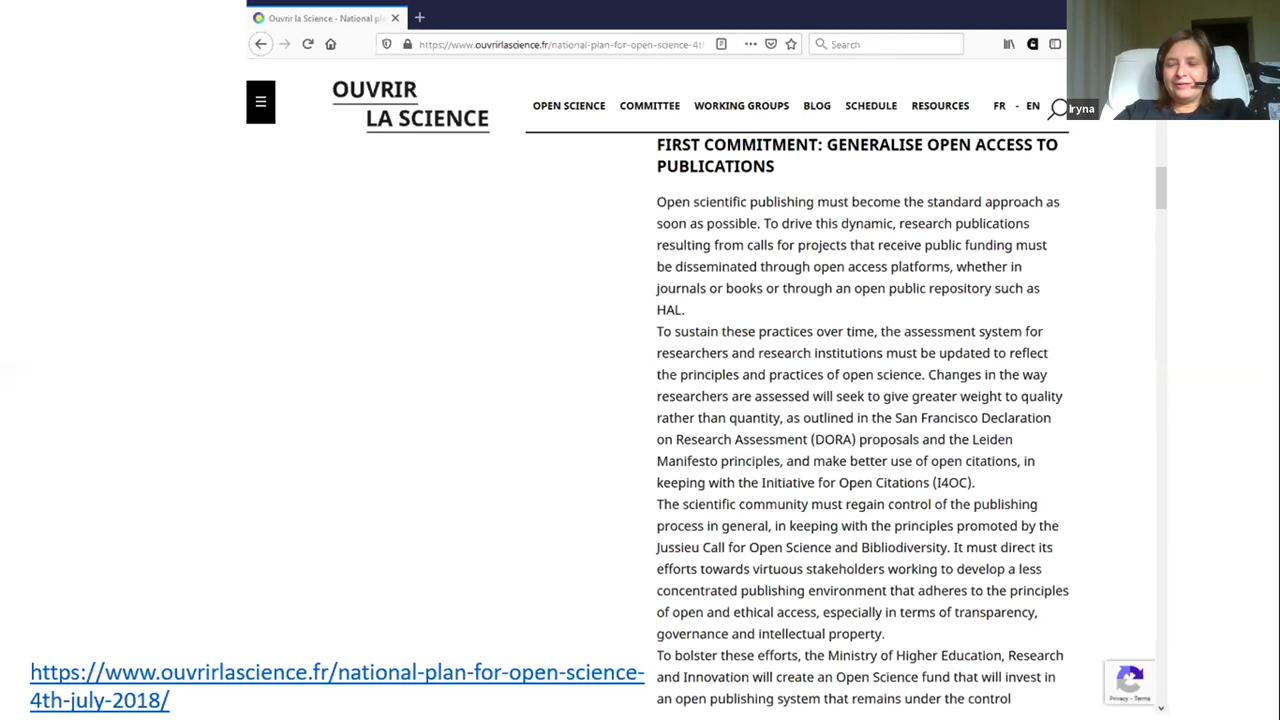 Ouvrir la Science - National pl
https://www.ouvrirlascience.fr/national-plan-for-open-science-4t
Search
OUVRIR
LA SCIENCE
OPEN SCIENCE COMMITTEE WORKING GROUPS BLOG SCHEDULE RESOURCES FR - EN
Iryna
FIRST COMMITMENT: GENERALISE OPEN ACCESS TO
PUBLICATIONS
Open scientific publishing must become the standard approach as
soon as possible. To drive this dynamic, research publications
resulting from calls for projects that receive public funding must
be disseminated through open access platforms, whether in
journals or books or through an open public repository such as
HAL.
To sustain these practices over time, the assessment system for
researchers and research institutions must be updated to reflect
the principles and practices of open science. Changes in the way
researchers are assessed will seek to give greater weight to quality
rather than quantity, as outlined in the San Francisco Declaration
on Research Assessment (DORA) proposals and the Leiden
Manifesto principles, and make better use of open citations, in
keeping with the Initiative for Open Citations (I4OC).
The scientific community must regain control of the publishing
process in general, in keeping with the principles promoted by the
Jussieu Call for Open Science and Bibliodiversity. It must direct its
efforts towards virtuous stakeholders working to develop a less
concentrated publishing environment that adheres to the principles
of open and ethical access, especially in terms of transparency,
governance and intellectual property.
To bolster these efforts, the Ministry of Higher Education, Research
and Innovation will create an Open Science fund that will invest in
an open publishing system that remains under the control
https://www.ouvrirlascience.fr/national-plan-for-open-science-
4th-july-2018/
Privacy - Terms